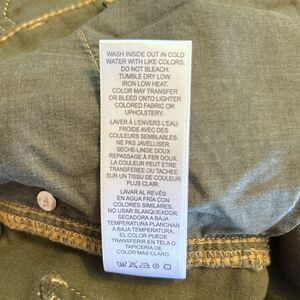 WASH INSIDE OUT IN COLD
WATER WITH LIKE COLORS.
DO NOT BLEACH.
TUMBLE DRY LOW.
IRON LOW HEAT.
COLOR MAY TRANSFER
OR BLEED ONTO LIGHTER
COLORED FABRIC OR
UPHOLSTERY.
LAVER À L'ENVERS L'EAU
FROIDE AVEC DES
COULEURS SEMBLABLES.
NE PAS JAVELLISER.
SÈCHE-LINGE DOUX
REPASSAGE À FER DOUX.
LA COULEUR PEUT ÊTRE
TRANSFEREE OU TACHÉE
SUR UN TISSU DE COULEUR
PLUS CLAIR.
LAVAR AL REVÉS
EN AGUA FRÍA CON
COLORES SIMILARES.
NO USAR BLANQUEADOR.
SECADORA A BAJA
TEMPERATURA PLANCHAR
A BAJA TEMPERATURA.
EL COLOR PUEDE
TRANSFERIR EN TELA O
TAPICERÍA DE
COLOR MAS CLARO.